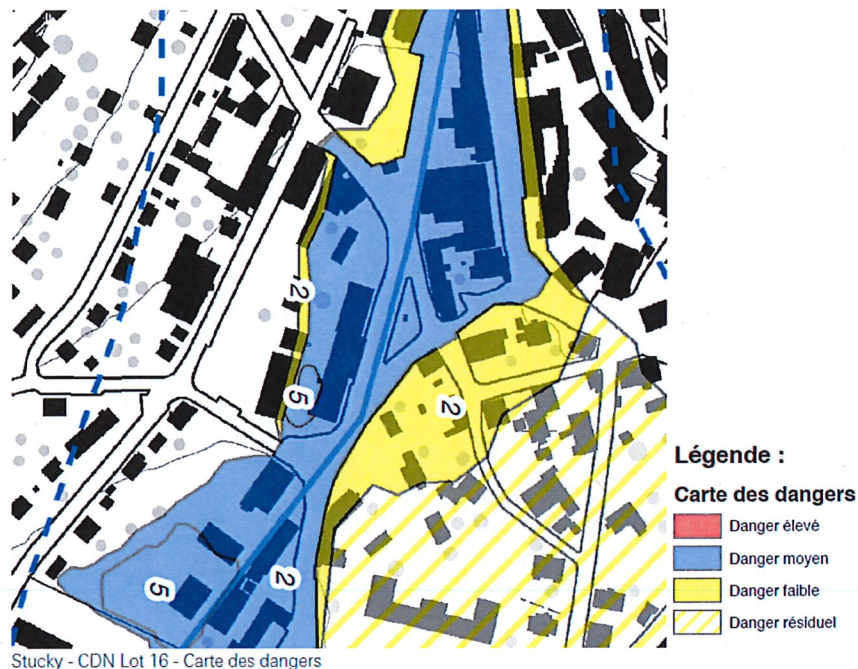 2
5
2
5
2
Légende :
Carte des dangers
Danger élevé
Danger moyen
Danger faible
Danger résiduel
Stucky - CDN Lot 16 - Carte des dangers